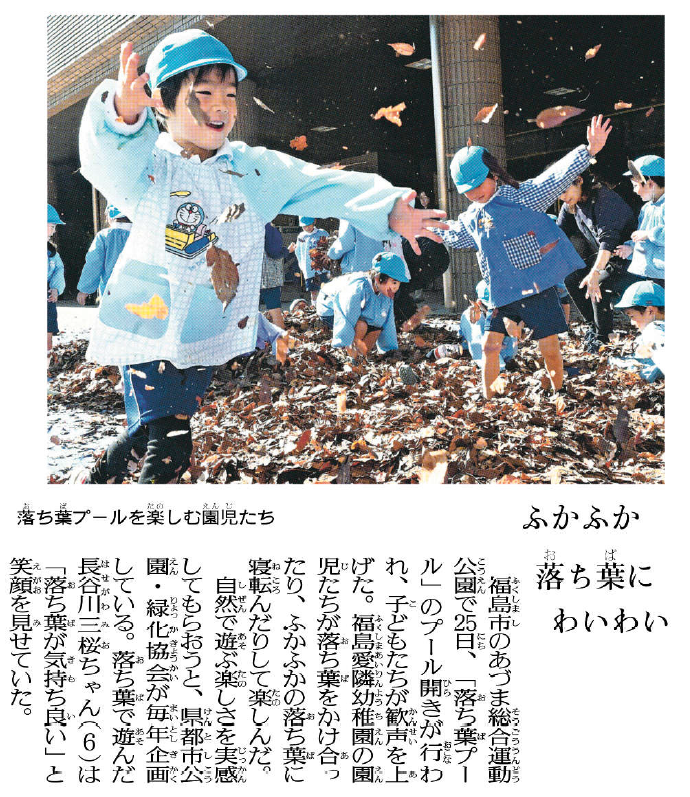 落ち葉プールを楽しむ園児たち
ふかふか
落ち葉に
わいわい
福島市のあづま総合運動
公園で25日、「落ち葉プー
ル」のプール開きが行わ
れ、子どもたちが歓声を上
げた。福島愛隣幼稚園の園
児たちが落ち葉をかけ合っ
たり、ふかふかの落ち葉に
寝転んだりして楽しんだ。
自然で遊ぶ楽しさを実感
してもらおうと、県都市公
園・緑化協会が毎年企画
している。落ち葉で遊んだ
長谷川三桜ちゃん(6)は
「落ち葉が気持ち良い」と
笑顔を見せていた。